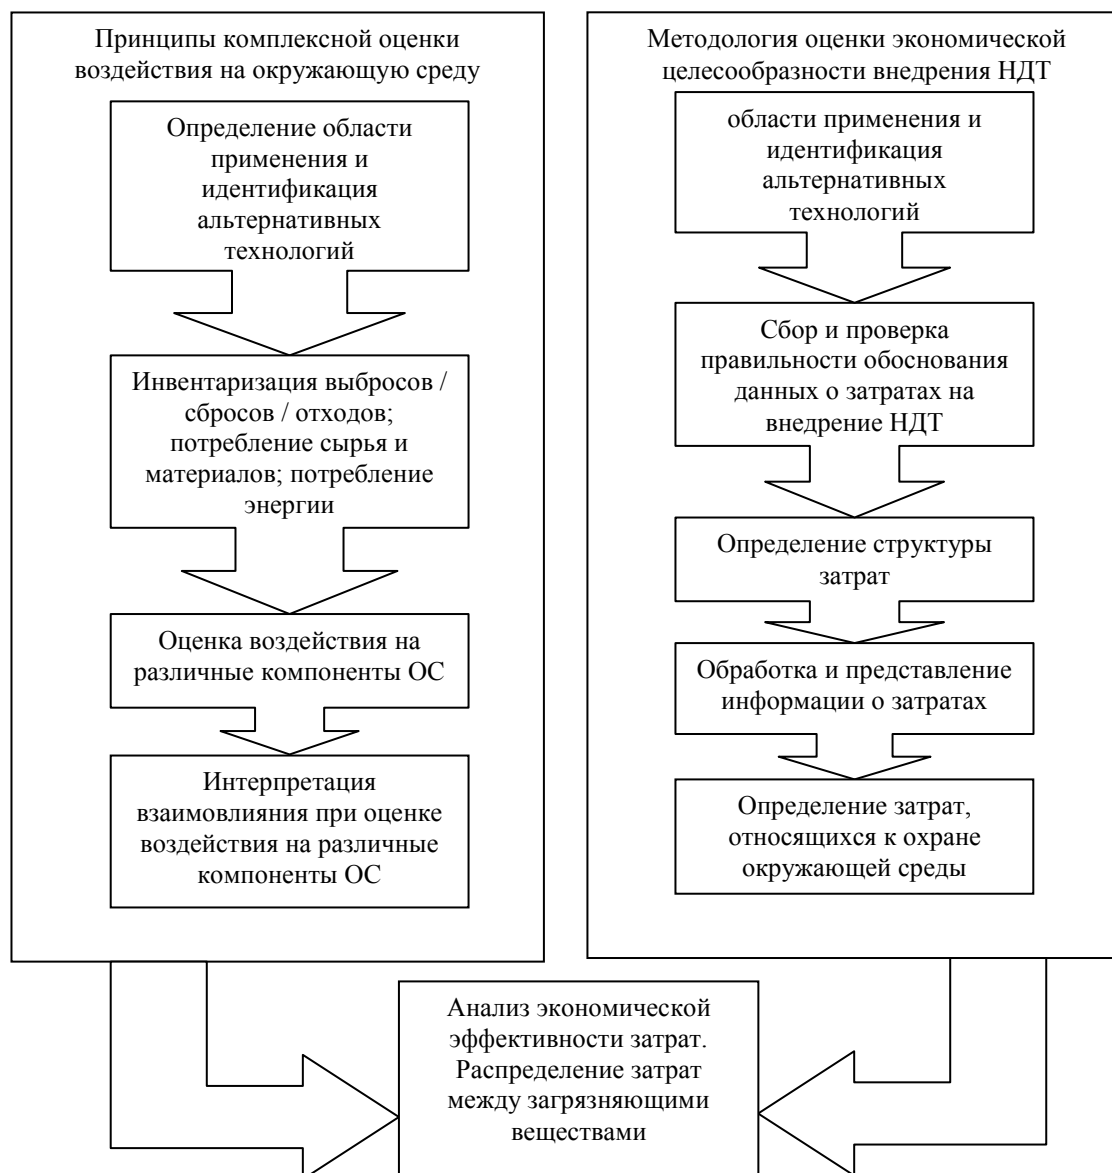 Принципы комплексной оценки
воздействия на окружающую среду
Определение области
применения и
идентификация
альтернативных
технологий
Инвентаризация выбросов /
сбросов / отходов;
потребление сырья и
материалов; потребление
энергии
Оценка воздействия на
различные компоненты ОС
Интерпретация
взаимовлияния при оценке
воздействия на различные
компоненты ОС
Методология оценки экономической
целесообразности внедрения НДТ
области применения и
идентификация
альтернативных
технологий
Сбор и проверка
правильности обоснования
данных о затратах на
внедрение НДТ
Определение структуры
затрат
Обработка и представление
информации о затратах
Определение затрат,
относящихся к охране
окружающей среды
Анализ экономической
эффективности затрат.
Распределение затрат
между загрязняющими
веществами